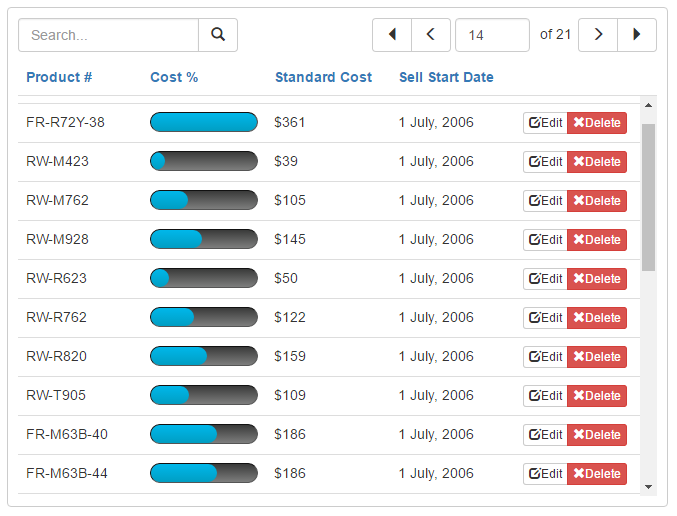 Search... 14 of 21
Product # Cost % Standard Cost Sell Start Date
FR-R72Y-38 $361 1 July, 2006 Edit Delete
RW-M423 $39 1 July, 2006 Edit Delete
RW-M762 $105 1 July, 2006 Edit Delete
RW-M928 $145 1 July, 2006 Edit Delete
RW-R623 $50 1 July, 2006 Edit Delete
RW-R762 $122 1 July, 2006 Edit Delete
RW-R820 $159 1 July, 2006 Edit Delete
RW-T905 $109 1 July, 2006 Edit Delete
FR-M63B-40 $186 1 July, 2006 Edit Delete
FR-M63B-44 $186 1 July, 2006 Edit Delete